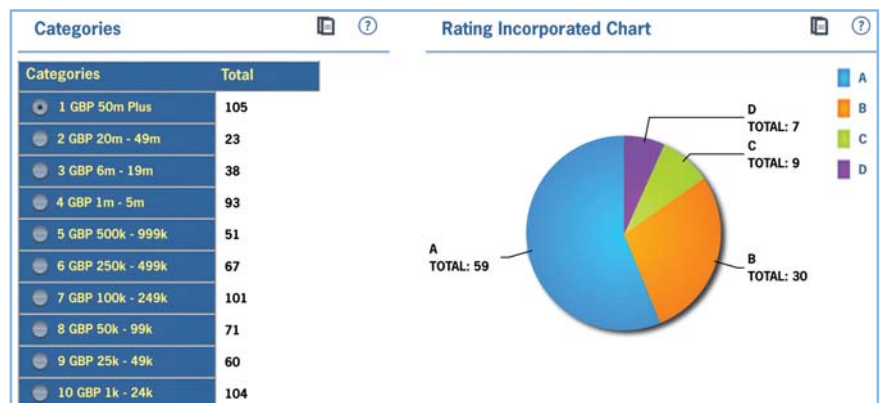 Categories
?
Rating Incorporated Chart
?
Categories Total
1 GBP 50m Plus 105
2 GBP 20m - 49m 23
3 GBP 6m - 19m 38
4 GBP 1m - 5m 93
5 GBP 500k - 999k 51
6 GBP 250k - 499k 67
7 GBP 100k - 249k 101
8 GBP 50k - 99k 71
9 GBP 25k - 49k 60
10 GBP 1k - 24k 104
D
TOTAL: 7
C
TOTAL: 9
A
TOTAL: 59
B
TOTAL: 30
A
B
C
D